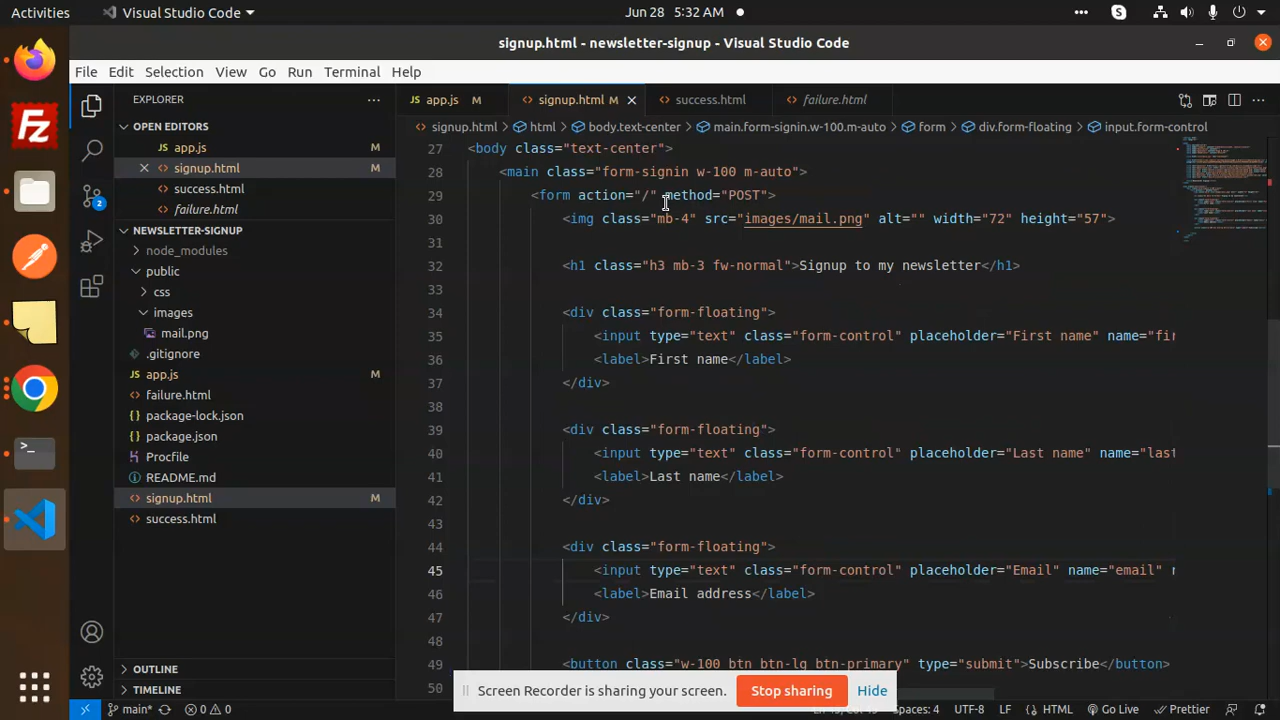 Activities
Visual Studio Code
Jun 28 5:32 AM
signup.html - newsletter-signup - Visual Studio Code
File Edit Selection View Go Run Terminal Help
EXPLORER
OPEN EDITORS
app.js
signup.html
success.html
failure.html
NEWSLETTER-SIGNUP
node_modules
public
css
images
mail.png
.gitignore
app.js M
failure.html
package-lock.json
package.json
Procfile
README.md
signup.html M
success.html
OUTLINE
TIMELINE
2
app.js M signup.html M success.html failure.html
signup.html html body.text-center main.form-signin.w-100.m-auto form div.form-floating input.form-control
27 <body class="text-center">
28 <main class="form-signin w-100 m-auto">
29 <form action="/" method="POST">
30 <img class="mb-4" src="images/mail.png" alt="" width="72" height="57">
31
32 <h1 class="h3 mb-3 fw-normal">Signup to my newsletter</h1>
33
34 <div class="form-floating">
35 <input type="text" class="form-control" placeholder="First name" name="fir
36 <label>First name</label>
37 </div>
38
39 <div class="form-floating">
40 <input type="text" class="form-control" placeholder="Last name" name="last
41 <label>Last name</label>
42 </div>
43
44 <div class="form-floating">
45 <input type="text" class="form-control" placeholder="Email" name="email"
46 <label>Email address</label>
47 </div>
48
49 <button class="w-100 btn btn-lg btn-primary" type="submit">Subscribe</button>
50
Screen Recorder is sharing your screen. Stop sharing Hide
main* 0 0 Spaces: 4 UTF-8 LF HTML Go Live Prettier